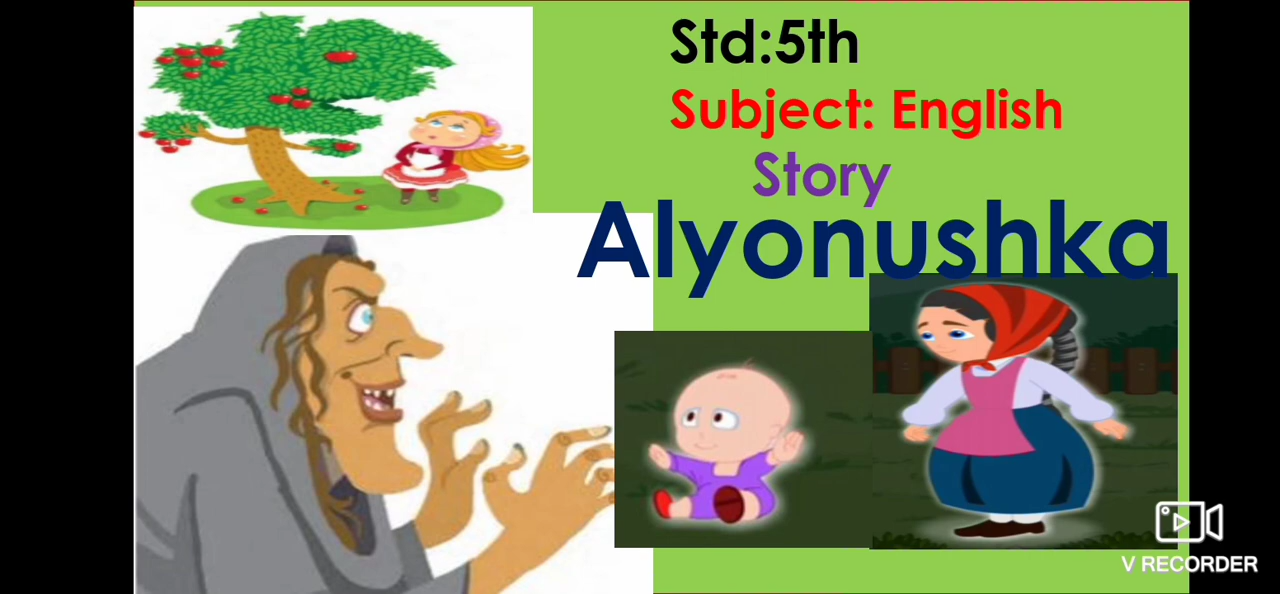 Std:5th
Subject: English
Story
Alyonushka
V RECORDER